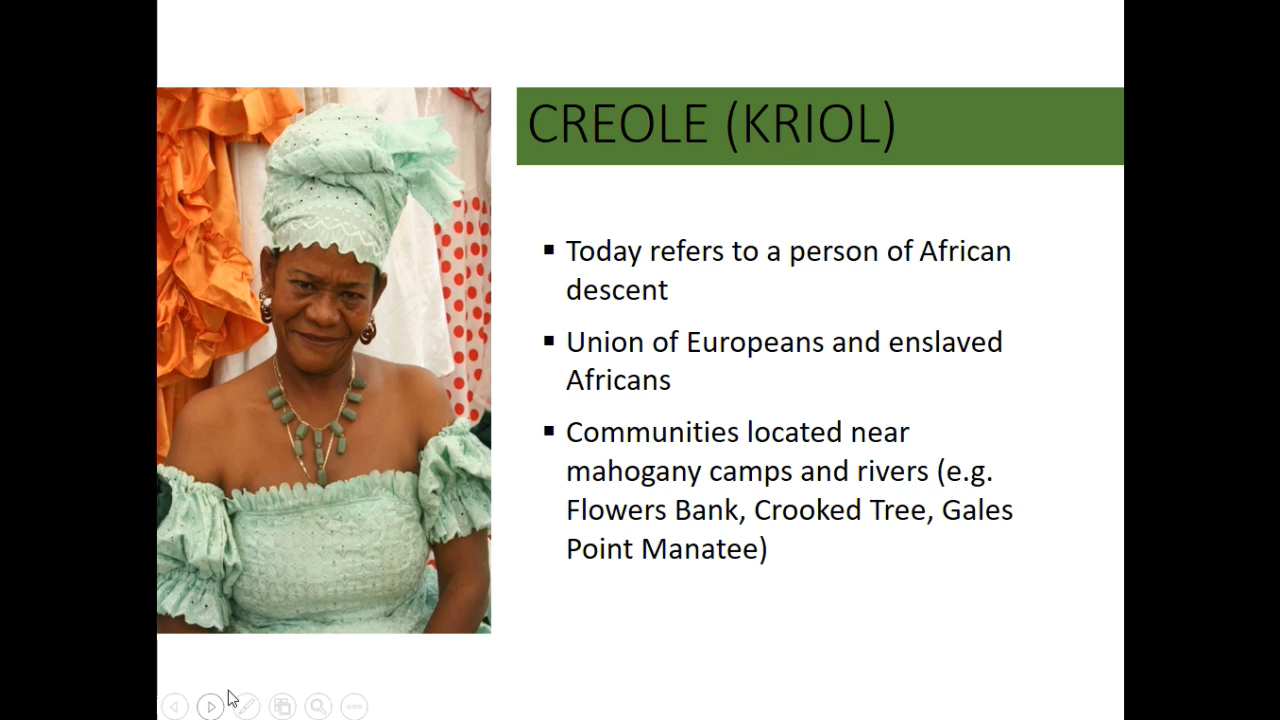 CREOLE (KRIOL)
▪ Today refers to a person of African
descent
▪ Union of Europeans and enslaved
Africans
▪ Communities located near
mahogany camps and rivers (e.g.
Flowers Bank, Crooked Tree, Gales
Point Manatee)